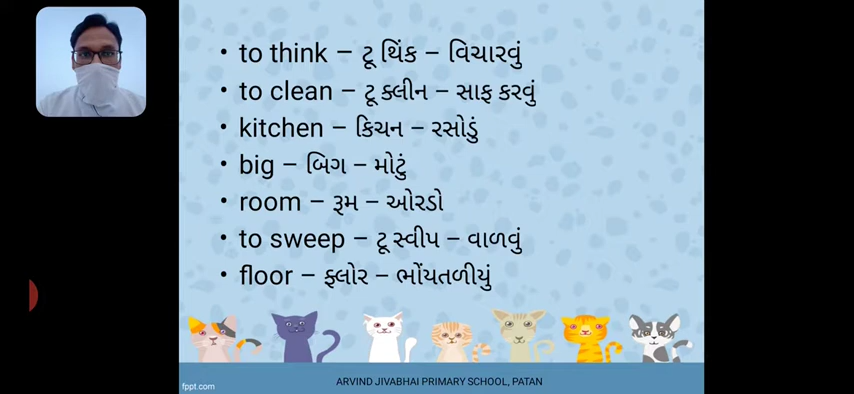 • to think – ટૂ થિંક – વિચારવું
• to clean – ટૂ ક્લીન – સાફ કરવું
• kitchen – કિચન – રસોડું
• big – બિગ – મોટું
• room – રૂમ – ઓરડો
• to sweep – ટૂ સ્વીપ – વાળવું
• floor – ફ્લોર – ભોંયતળીયું
fppt.com
ARVIND JIVABHAI PRIMARY SCHOOL, PATAN